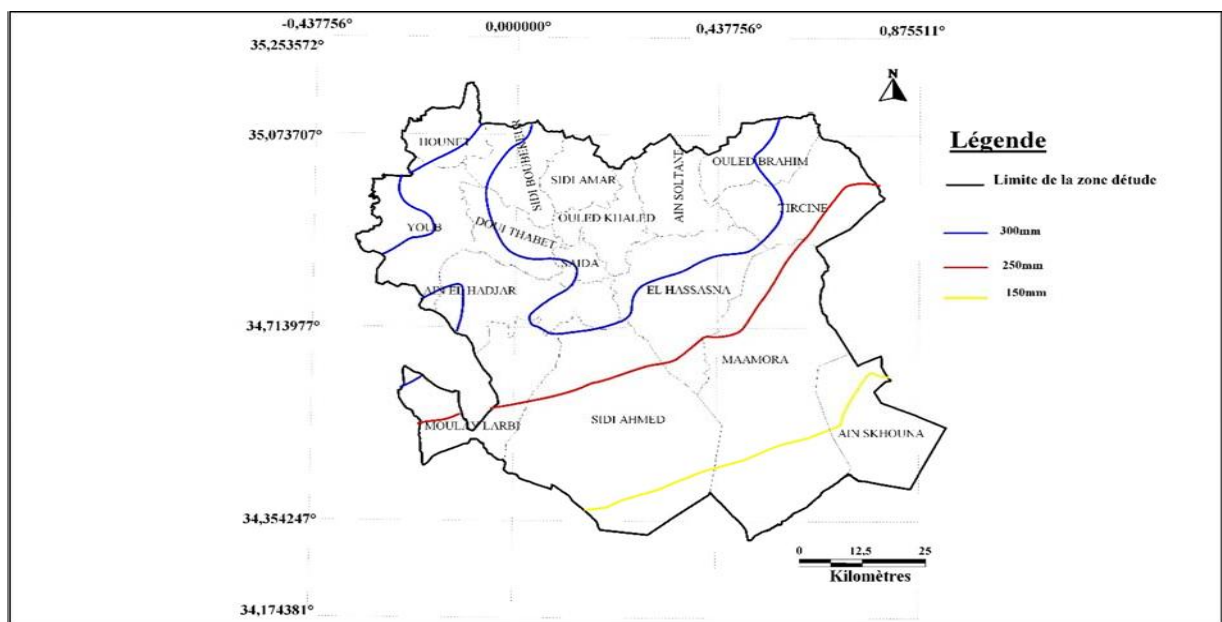 -0,437756° 0,000000° 0,437756° 0,875511°
35,253572°
N
35,073707°
HOUNET
SIDI BOUBEKEUR
SIDI AMAR
AIN SOLTANE
OULED BRAHIM
TIRCINE
YOUB
DOUI THABET
OULED KHALED
SAIDA
AIN EL HADJAR
EL HASSASNA
34,713977°
MAAMORA
MOULAY LARBI
SIDI AHMED
AIN SKHOUNA
34,354247°
34,174381°
0 12,5 25
Kilomètres
Légende
Limite de la zone détude
300mm
250mm
150mm